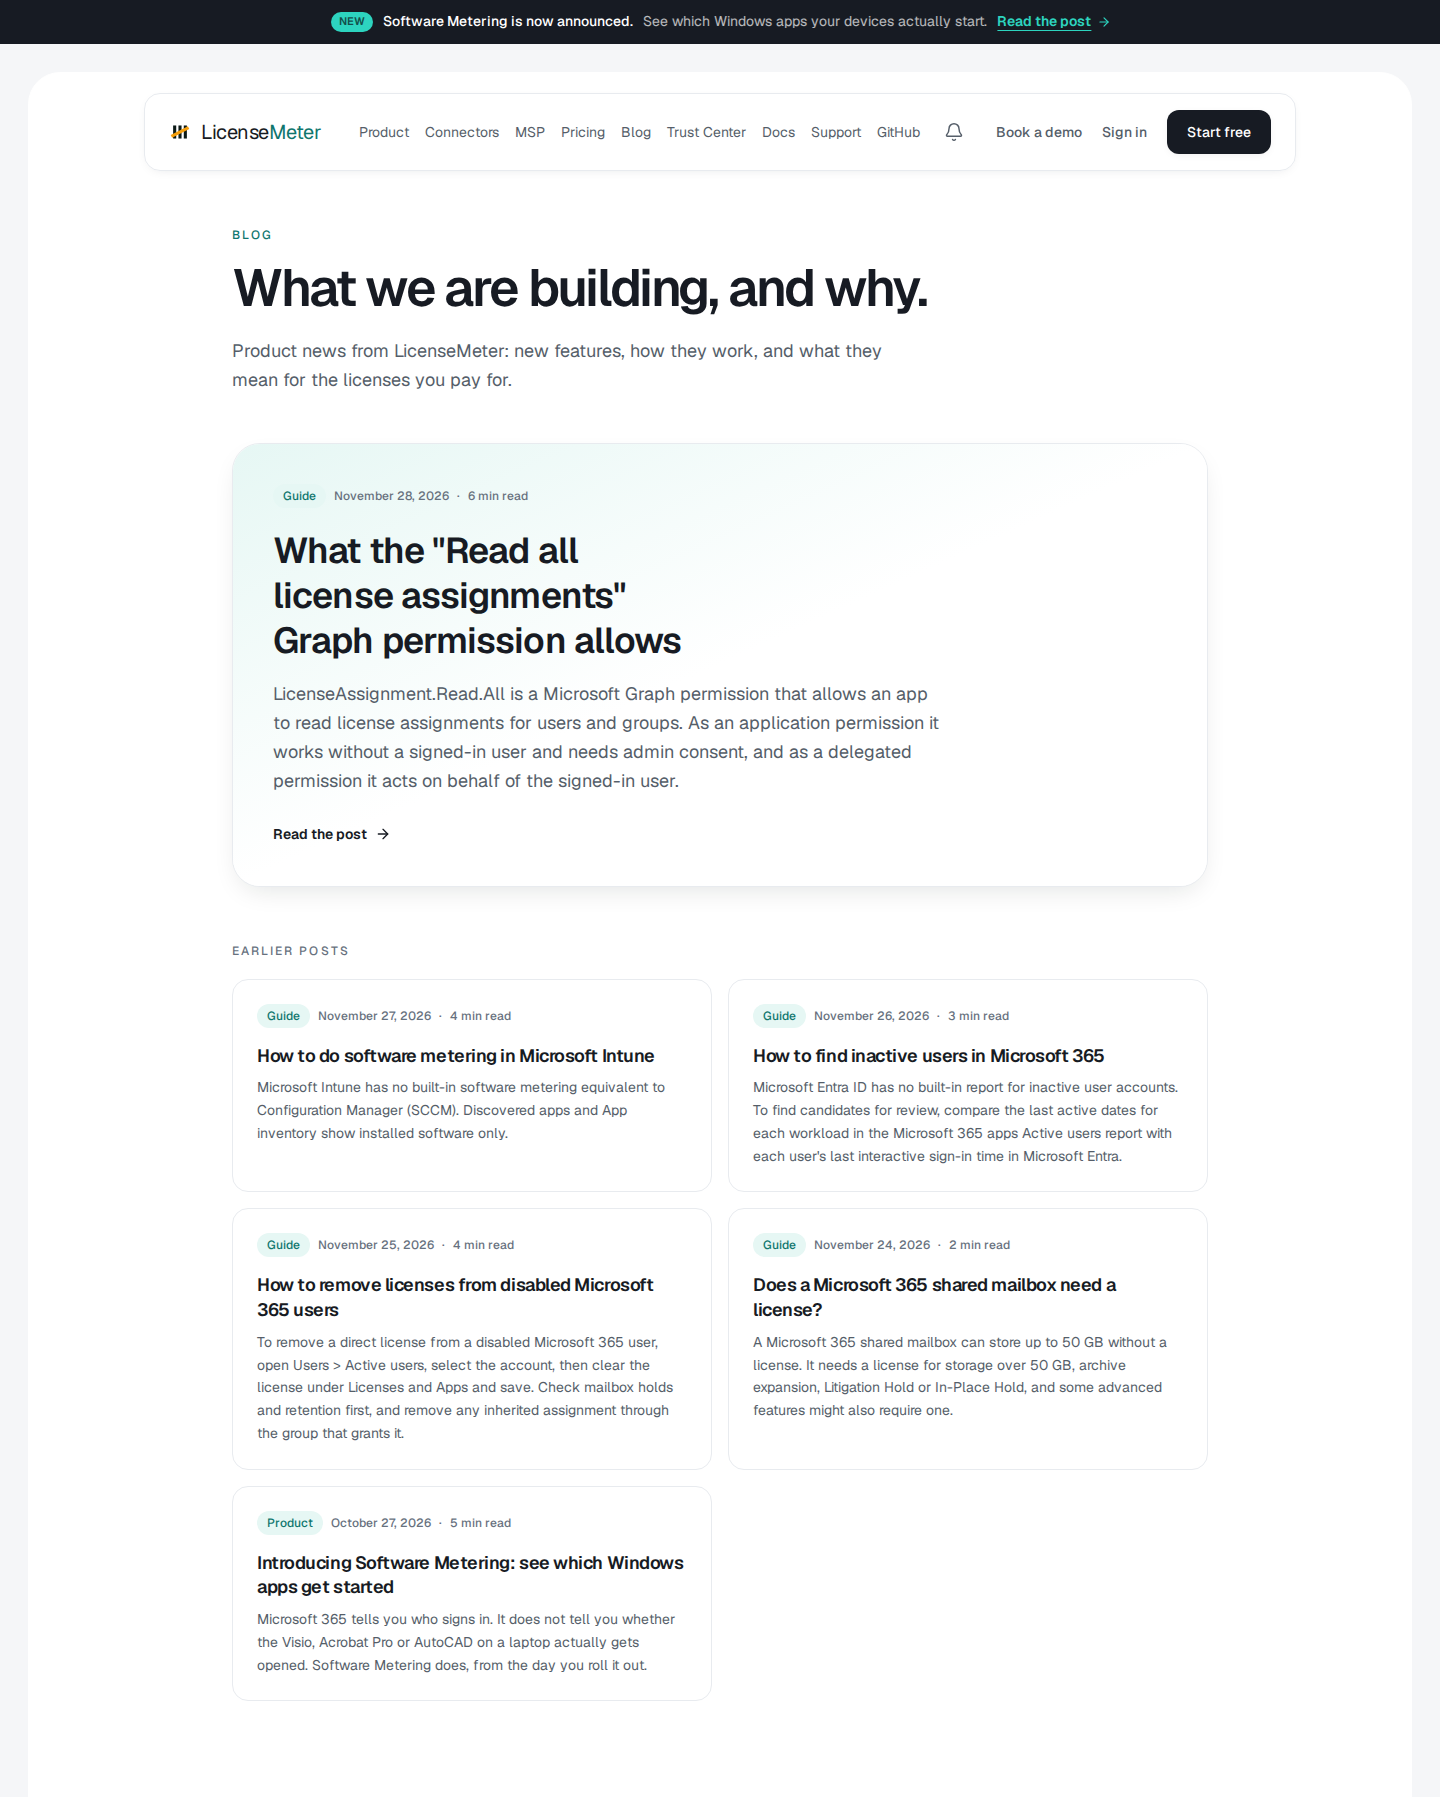 NEW Software Metering is now announced. See which Windows apps your devices actually start. Read the post →
LicenseMeter Product Connectors MSP Pricing Blog Trust Center Docs Support GitHub Book a demo Sign in Start free
BLOG
What we are building, and why.
Product news from LicenseMeter: new features, how they work, and what they
mean for the licenses you pay for.
Guide November 28, 2026 · 6 min read
What the "Read all
license assignments"
Graph permission allows
LicenseAssignment.Read.All is a Microsoft Graph permission that allows an app
to read license assignments for users and groups. As an application permission it
works without a signed-in user and needs admin consent, and as a delegated
permission it acts on behalf of the signed-in user.
Read the post →
EARLIER POSTS
Guide November 27, 2026 · 4 min read
How to do software metering in Microsoft Intune
Microsoft Intune has no built-in software metering equivalent to
Configuration Manager (SCCM). Discovered apps and App
inventory show installed software only.
Guide November 26, 2026 · 3 min read
How to find inactive users in Microsoft 365
Microsoft Entra ID has no built-in report for inactive user accounts.
To find candidates for review, compare the last active dates for
each workload in the Microsoft 365 apps Active users report with
each user's last interactive sign-in time in Microsoft Entra.
Guide November 25, 2026 · 4 min read
How to remove licenses from disabled Microsoft
365 users
To remove a direct license from a disabled Microsoft 365 user,
open Users > Active users, select the account, then clear the
license under Licenses and Apps and save. Check mailbox holds
and retention first, and remove any inherited assignment through
the group that grants it.
Guide November 24, 2026 · 2 min read
Does a Microsoft 365 shared mailbox need a
license?
A Microsoft 365 shared mailbox can store up to 50 GB without a
license. It needs a license for storage over 50 GB, archive
expansion, Litigation Hold or In-Place Hold, and some advanced
features might also require one.
Product October 27, 2026 · 5 min read
Introducing Software Metering: see which Windows
apps get started
Microsoft 365 tells you who signs in. It does not tell you whether
the Visio, Acrobat Pro or AutoCAD on a laptop actually gets
opened. Software Metering does, from the day you roll it out.